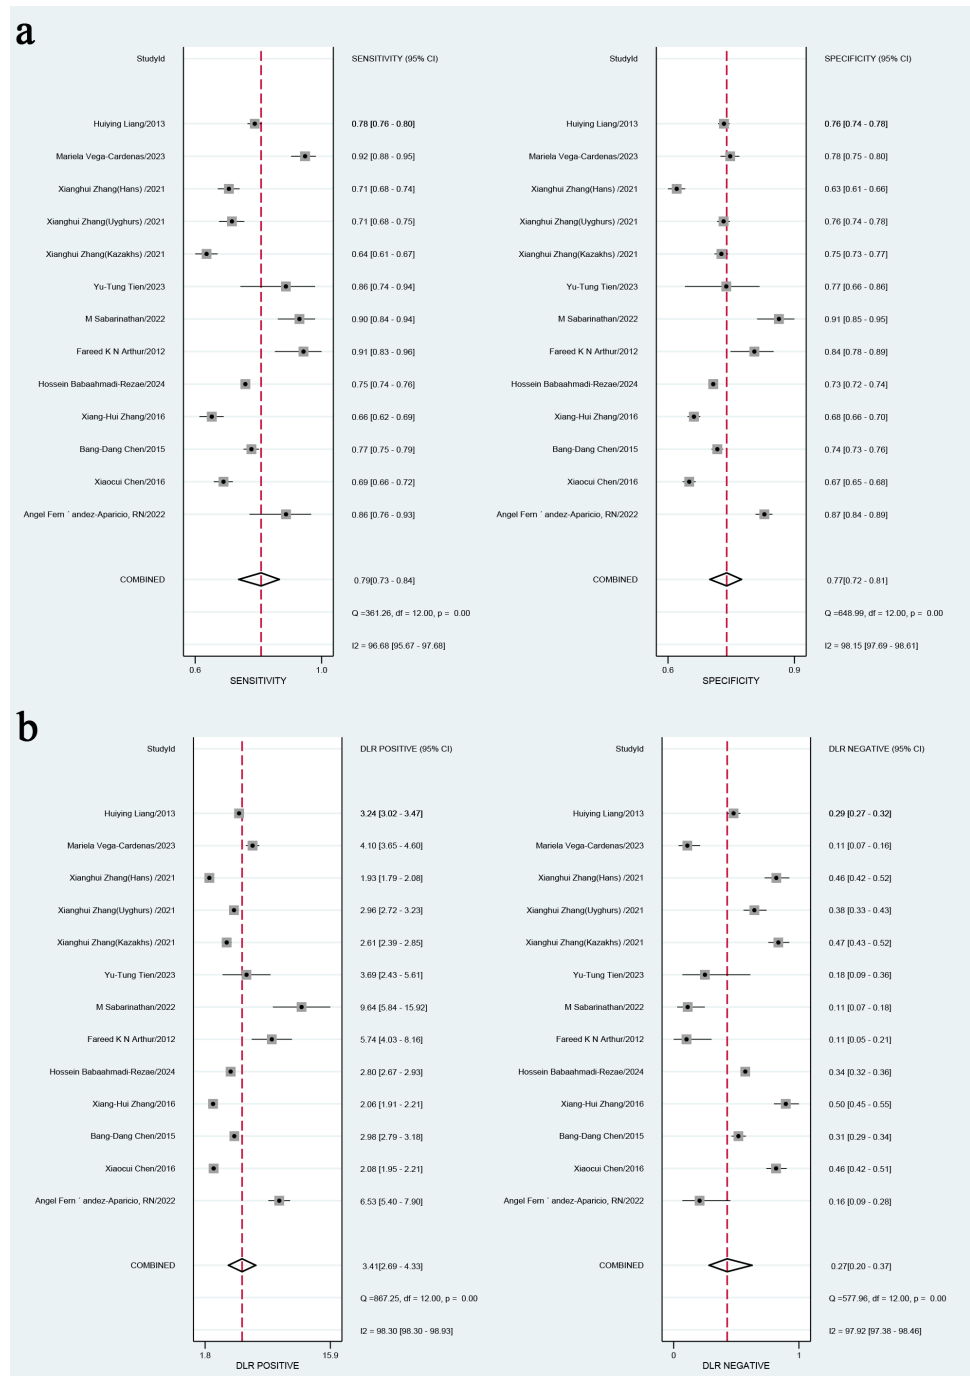 a
StudyId SENSITIVITY (95% CI)
Huiying Liang/2013 0.78 [0.76 - 0.80]
Mariela Vega-Cardenas/2023 0.92 [0.88 - 0.95]
Xianghui Zhang(Hans) /2021 0.71 [0.68 - 0.74]
Xianghui Zhang(Uyghurs) /2021 0.71 [0.68 - 0.75]
Xianghui Zhang(Kazakhs) /2021 0.64 [0.61 - 0.67]
Yu-Tung Tien/2023 0.86 [0.74 - 0.94]
M Sabarinathan/2022 0.90 [0.84 - 0.94]
Fareed K N Arthur/2012 0.91 [0.83 - 0.96]
Hossein Babaahmadi-Rezae/2024 0.75 [0.74 - 0.76]
Xiang-Hui Zhang/2016 0.66 [0.62 - 0.69]
Bang-Dang Chen/2015 0.77 [0.75 - 0.79]
Xiaocui Chen/2016 0.69 [0.66 - 0.72]
Angel Fern ´ andez-Aparicio, RN/2022 0.86 [0.76 - 0.93]
COMBINED 0.79[0.73 - 0.84]
Q =361.26, df = 12.00, p = 0.00
I2 = 96.68 [95.67 - 97.68]
0.6 1.0
SENSITIVITY
StudyId SPECIFICITY (95% CI)
Huiying Liang/2013 0.76 [0.74 - 0.78]
Mariela Vega-Cardenas/2023 0.78 [0.75 - 0.80]
Xianghui Zhang(Hans) /2021 0.63 [0.61 - 0.66]
Xianghui Zhang(Uyghurs) /2021 0.76 [0.74 - 0.78]
Xianghui Zhang(Kazakhs) /2021 0.75 [0.73 - 0.77]
Yu-Tung Tien/2023 0.77 [0.66 - 0.86]
M Sabarinathan/2022 0.91 [0.85 - 0.95]
Fareed K N Arthur/2012 0.84 [0.78 - 0.89]
Hossein Babaahmadi-Rezae/2024 0.73 [0.72 - 0.74]
Xiang-Hui Zhang/2016 0.68 [0.66 - 0.70]
Bang-Dang Chen/2015 0.74 [0.73 - 0.76]
Xiaocui Chen/2016 0.67 [0.65 - 0.68]
Angel Fern ´ andez-Aparicio, RN/2022 0.87 [0.84 - 0.89]
COMBINED 0.77[0.72 - 0.81]
Q =648.99, df = 12.00, p = 0.00
I2 = 98.15 [97.69 - 98.61]
0.6 0.9
SPECIFICITY
b
StudyId DLR POSITIVE (95% CI)
Huiying Liang/2013 3.24 [3.02 - 3.47]
Mariela Vega-Cardenas/2023 4.10 [3.65 - 4.60]
Xianghui Zhang(Hans) /2021 1.93 [1.79 - 2.08]
Xianghui Zhang(Uyghurs) /2021 2.96 [2.72 - 3.23]
Xianghui Zhang(Kazakhs) /2021 2.61 [2.39 - 2.85]
Yu-Tung Tien/2023 3.69 [2.43 - 5.61]
M Sabarinathan/2022 9.64 [5.84 - 15.92]
Fareed K N Arthur/2012 5.74 [4.03 - 8.16]
Hossein Babaahmadi-Rezae/2024 2.80 [2.67 - 2.93]
Xiang-Hui Zhang/2016 2.06 [1.91 - 2.21]
Bang-Dang Chen/2015 2.98 [2.79 - 3.18]
Xiaocui Chen/2016 2.08 [1.95 - 2.21]
Angel Fern ´ andez-Aparicio, RN/2022 6.53 [5.40 - 7.90]
COMBINED 3.41[2.69 - 4.33]
Q =867.25, df = 12.00, p = 0.00
I2 = 98.30 [98.30 - 98.93]
1.8 15.9
DLR POSITIVE
StudyId DLR NEGATIVE (95% CI)
Huiying Liang/2013 0.29 [0.27 - 0.32]
Mariela Vega-Cardenas/2023 0.11 [0.07 - 0.16]
Xianghui Zhang(Hans) /2021 0.46 [0.42 - 0.52]
Xianghui Zhang(Uyghurs) /2021 0.38 [0.33 - 0.43]
Xianghui Zhang(Kazakhs) /2021 0.47 [0.43 - 0.52]
Yu-Tung Tien/2023 0.18 [0.09 - 0.36]
M Sabarinathan/2022 0.11 [0.07 - 0.18]
Fareed K N Arthur/2012 0.11 [0.05 - 0.21]
Hossein Babaahmadi-Rezae/2024 0.34 [0.32 - 0.36]
Xiang-Hui Zhang/2016 0.50 [0.45 - 0.55]
Bang-Dang Chen/2015 0.31 [0.29 - 0.34]
Xiaocui Chen/2016 0.46 [0.42 - 0.51]
Angel Fern ´ andez-Aparicio, RN/2022 0.16 [0.09 - 0.28]
COMBINED 0.27[0.20 - 0.37]
Q =577.96, df = 12.00, p = 0.00
I2 = 97.92 [97.38 - 98.46]
0 1
DLR NEGATIVE